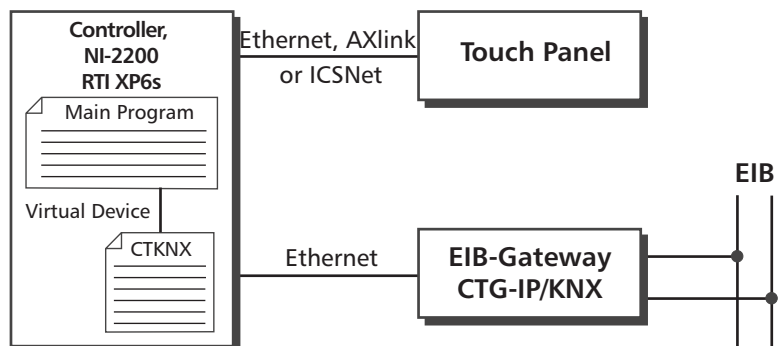 Controller,
NI-2200
RTI XP6s
Main Program
Virtual Device
CTKNX
Ethernet, AXlink
or ICSNet
Touch Panel
Ethernet
EIB-Gateway
CTG-IP/KNX
EIB